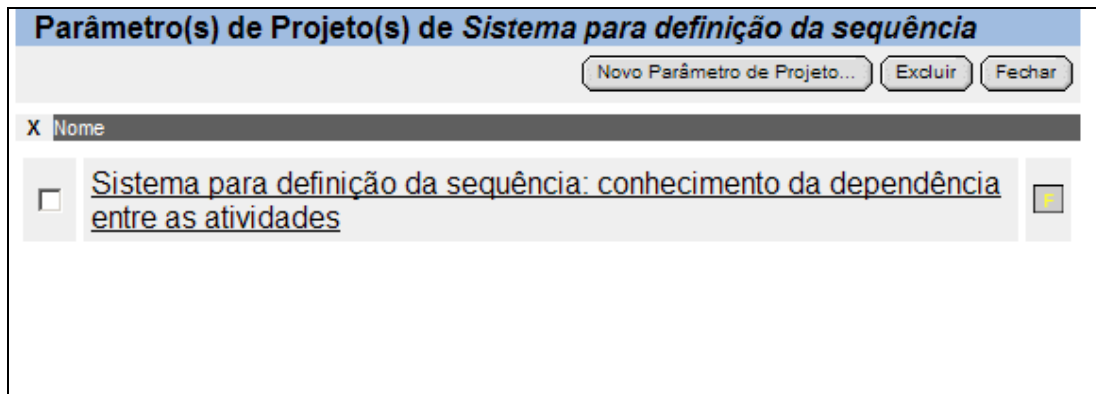 Parâmetro(s) de Projeto(s) de Sistema para definição da sequência
Novo Parâmetro de Projeto... Excluir Fechar
X Nome
Sistema para definição da sequência: conhecimento da dependência
entre as atividades
F